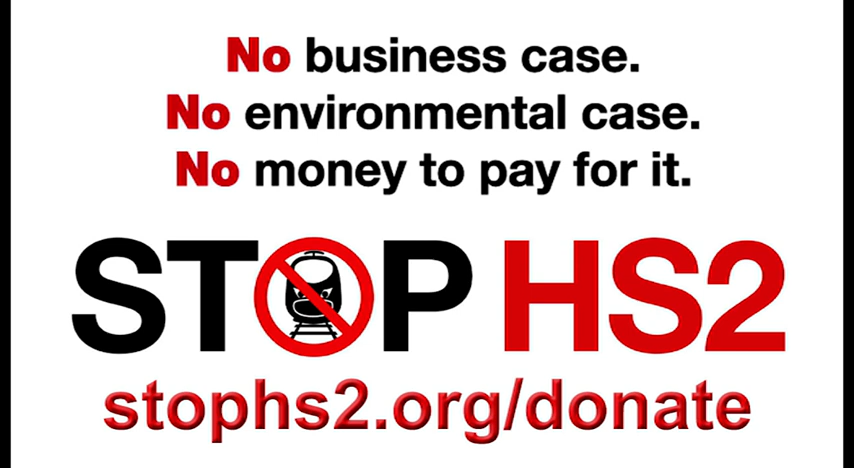 No business case.
No environmental case.
No money to pay for it.
STOP HS2
stophs2.org/donate